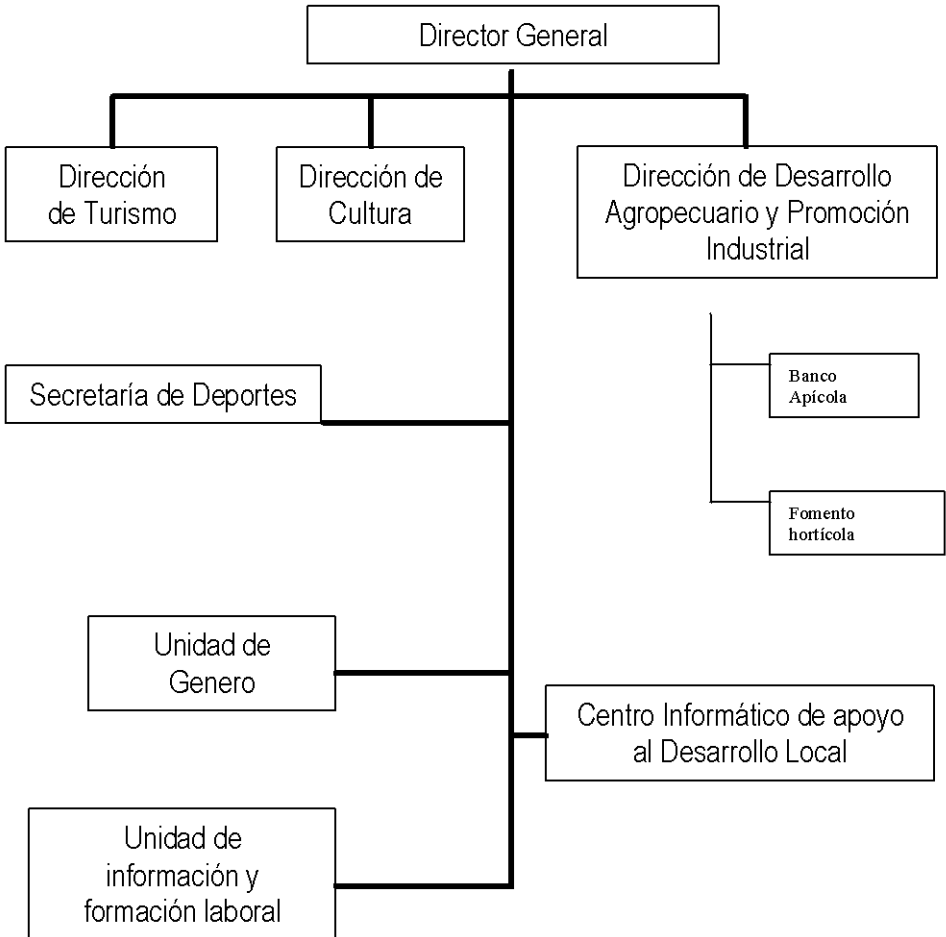 Director General
Dirección
de Turismo
Dirección de
Cultura
Dirección de Desarrollo
Agropecuario y Promoción
Industrial
Banco
Apícola
Secretaría de Deportes
Fomento
hortícola
Unidad de
Genero
Centro Informático de apoyo
al Desarrollo Local
Unidad de
información y
formación laboral